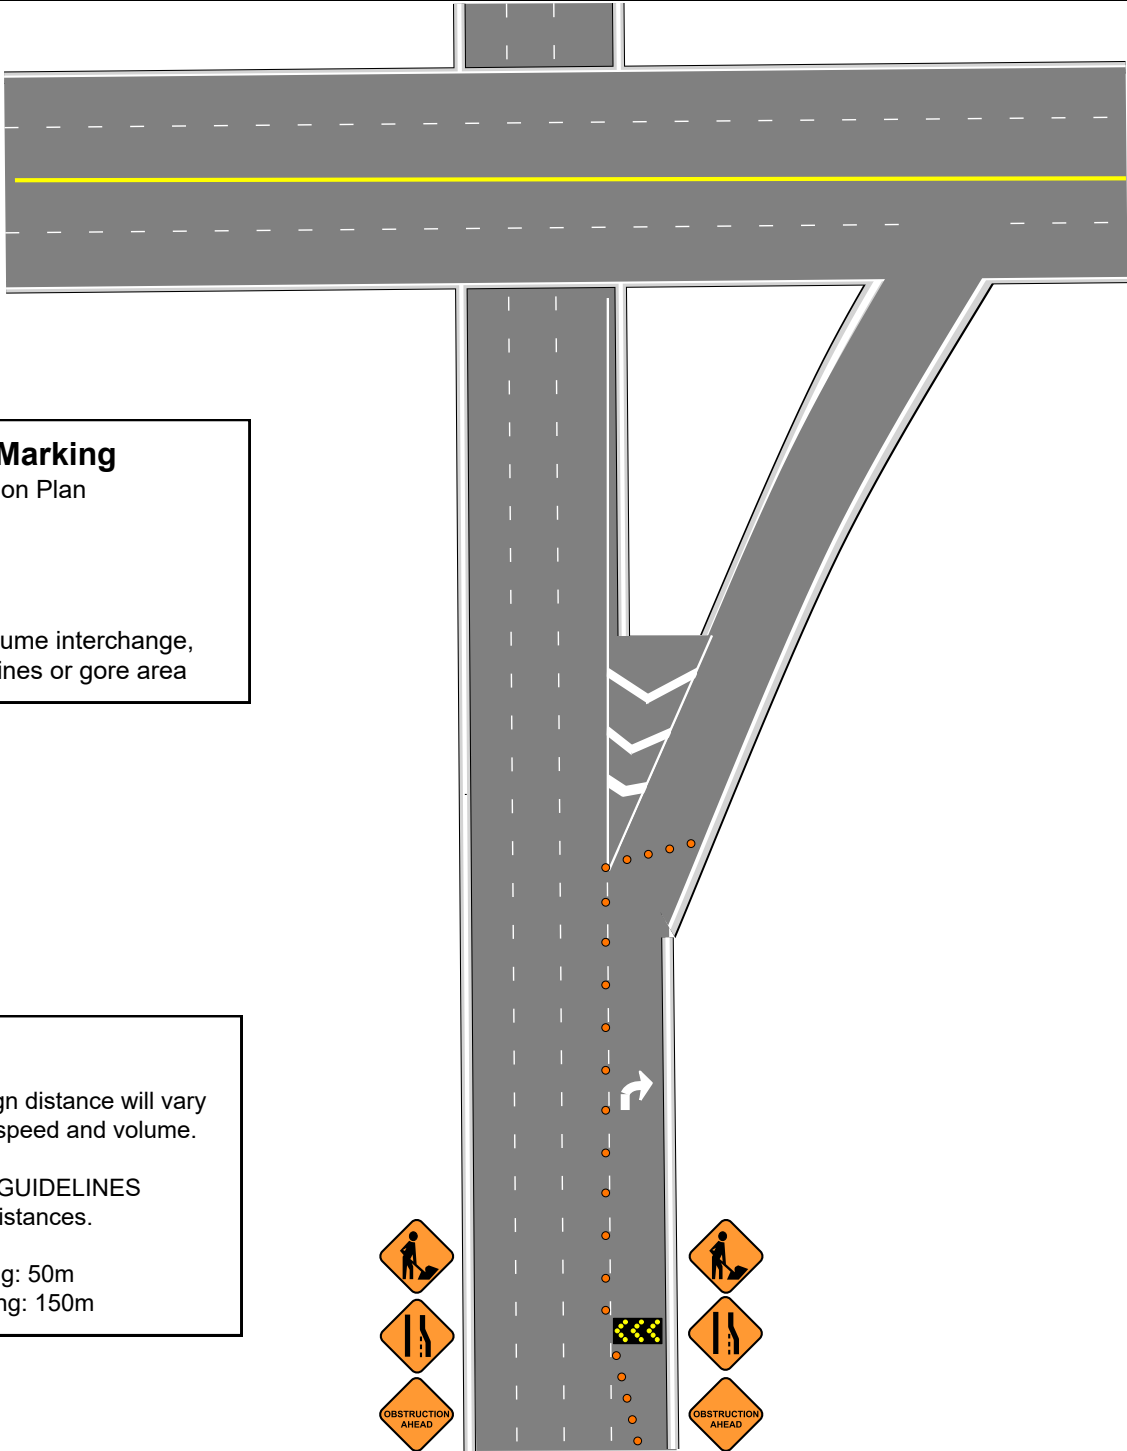 Marking
on Plan
ume interchange,
ines or gore area
gn distance will vary
speed and volume.
GUIDELINES
istances.
g: 50m
ng: 150m
OBSTRUCTION
AHEAD
OBSTRUCTION
AHEAD